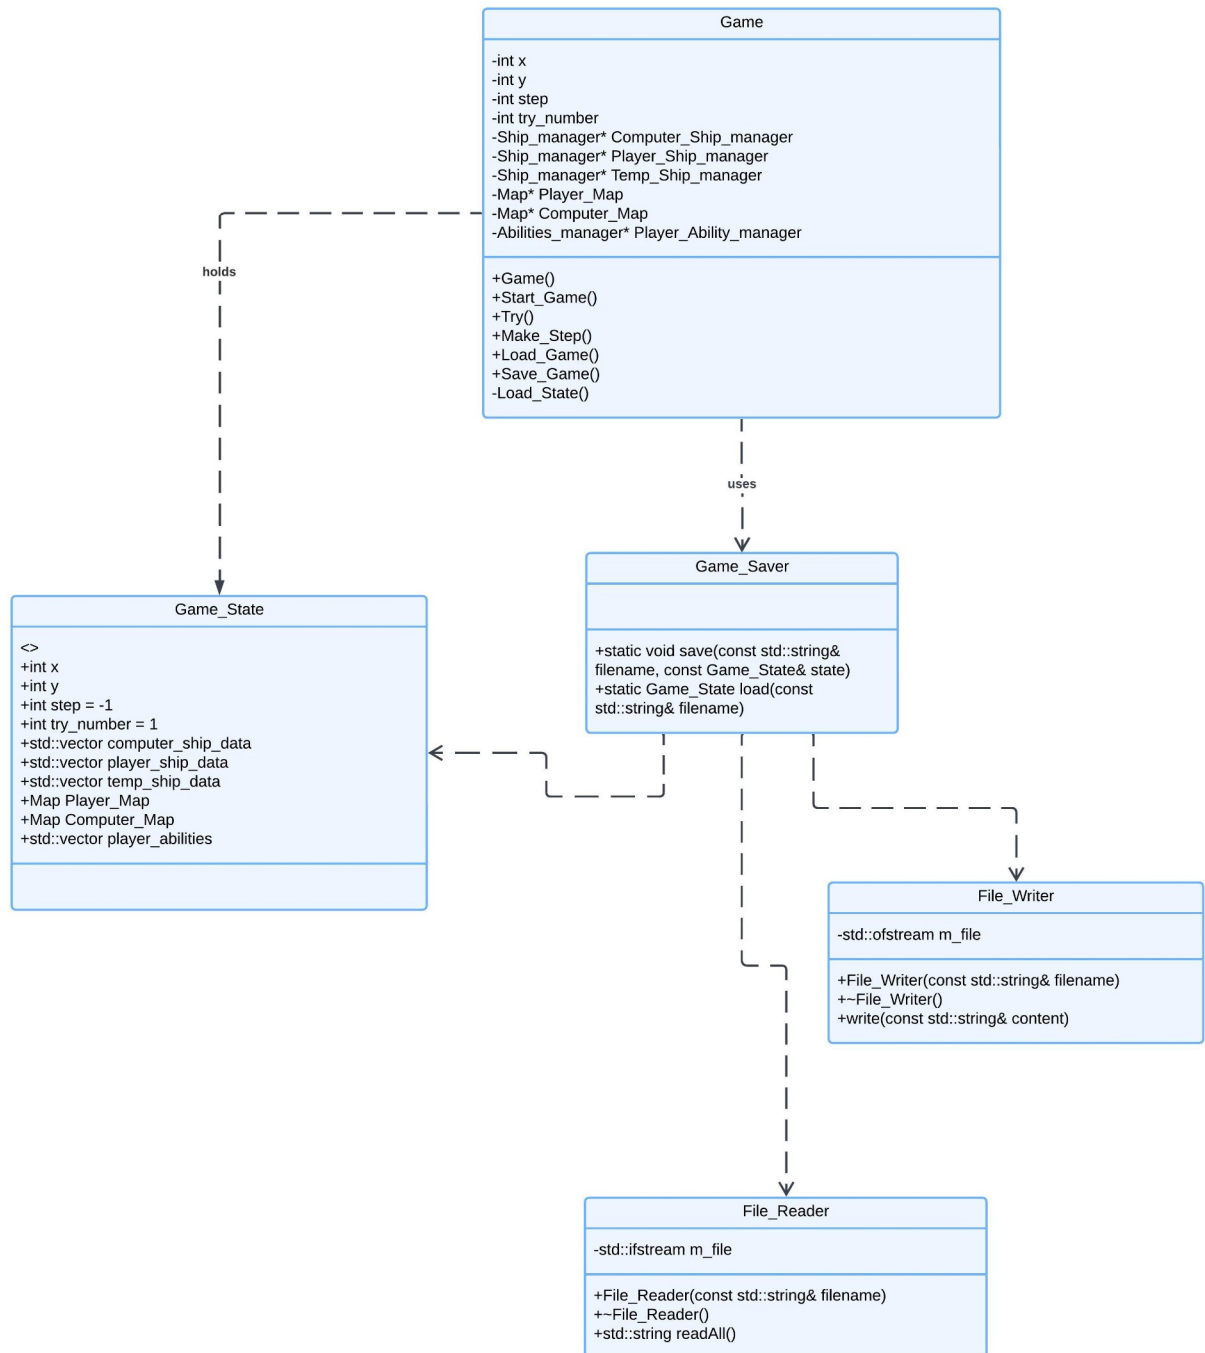 Game
-int x
-int y
-int step
-int try_number
-Ship_manager* Computer_Ship_manager
-Ship_manager* Player_Ship_manager
-Ship_manager* Temp_Ship_manager
-Map* Player_Map
-Map* Computer_Map
-Abilities_manager* Player_Ability_manager
+Game()
+Start_Game()
+Try()
+Make_Step()
+Load_Game()
+Save_Game()
-Load_State()
holds
uses
Game_State
<>
+int x
+int y
+int step = -1
+int try_number = 1
+std::vector computer_ship_data
+std::vector player_ship_data
+std::vector temp_ship_data
+Map Player_Map
+Map Computer_Map
+std::vector player_abilities
Game_Saver
+static void save(const std::string&
filename, const Game_State& state)
+static Game_State load(const
std::string& filename)
File_Writer
-std::ofstream m_file
+File_Writer(const std::string& filename)
+~File_Writer()
+write(const std::string& content)
File_Reader
-std::ifstream m_file
+File_Reader(const std::string& filename)
+~File_Reader()
+std::string readAll()